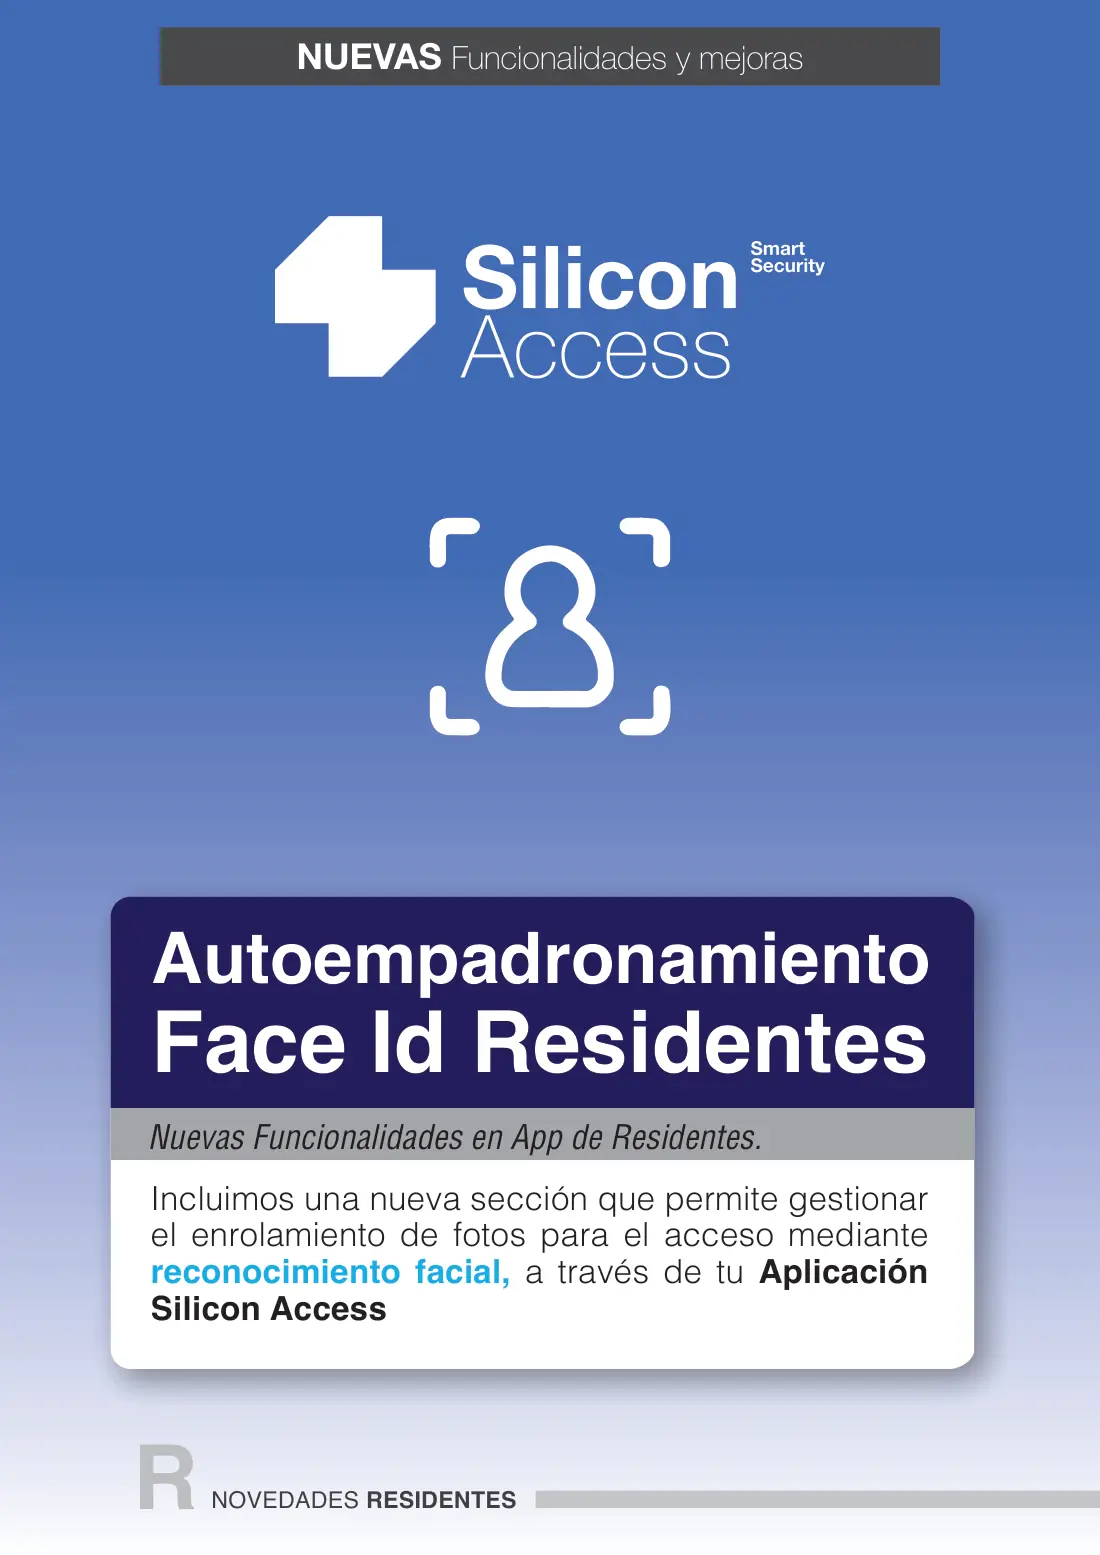 NUEVAS Funcionalidades y mejoras
Silicon
Smart
Security
Access
Autoempadronamiento
Face Id Residentes
Nuevas Funcionalidades en App de Residentes.
Incluimos una nueva sección que permite gestionar
el enrolamiento de fotos para el acceso mediante
reconocimiento facial, a través de tu Aplicación
Silicon Access
R
NOVEDADES RESIDENTES